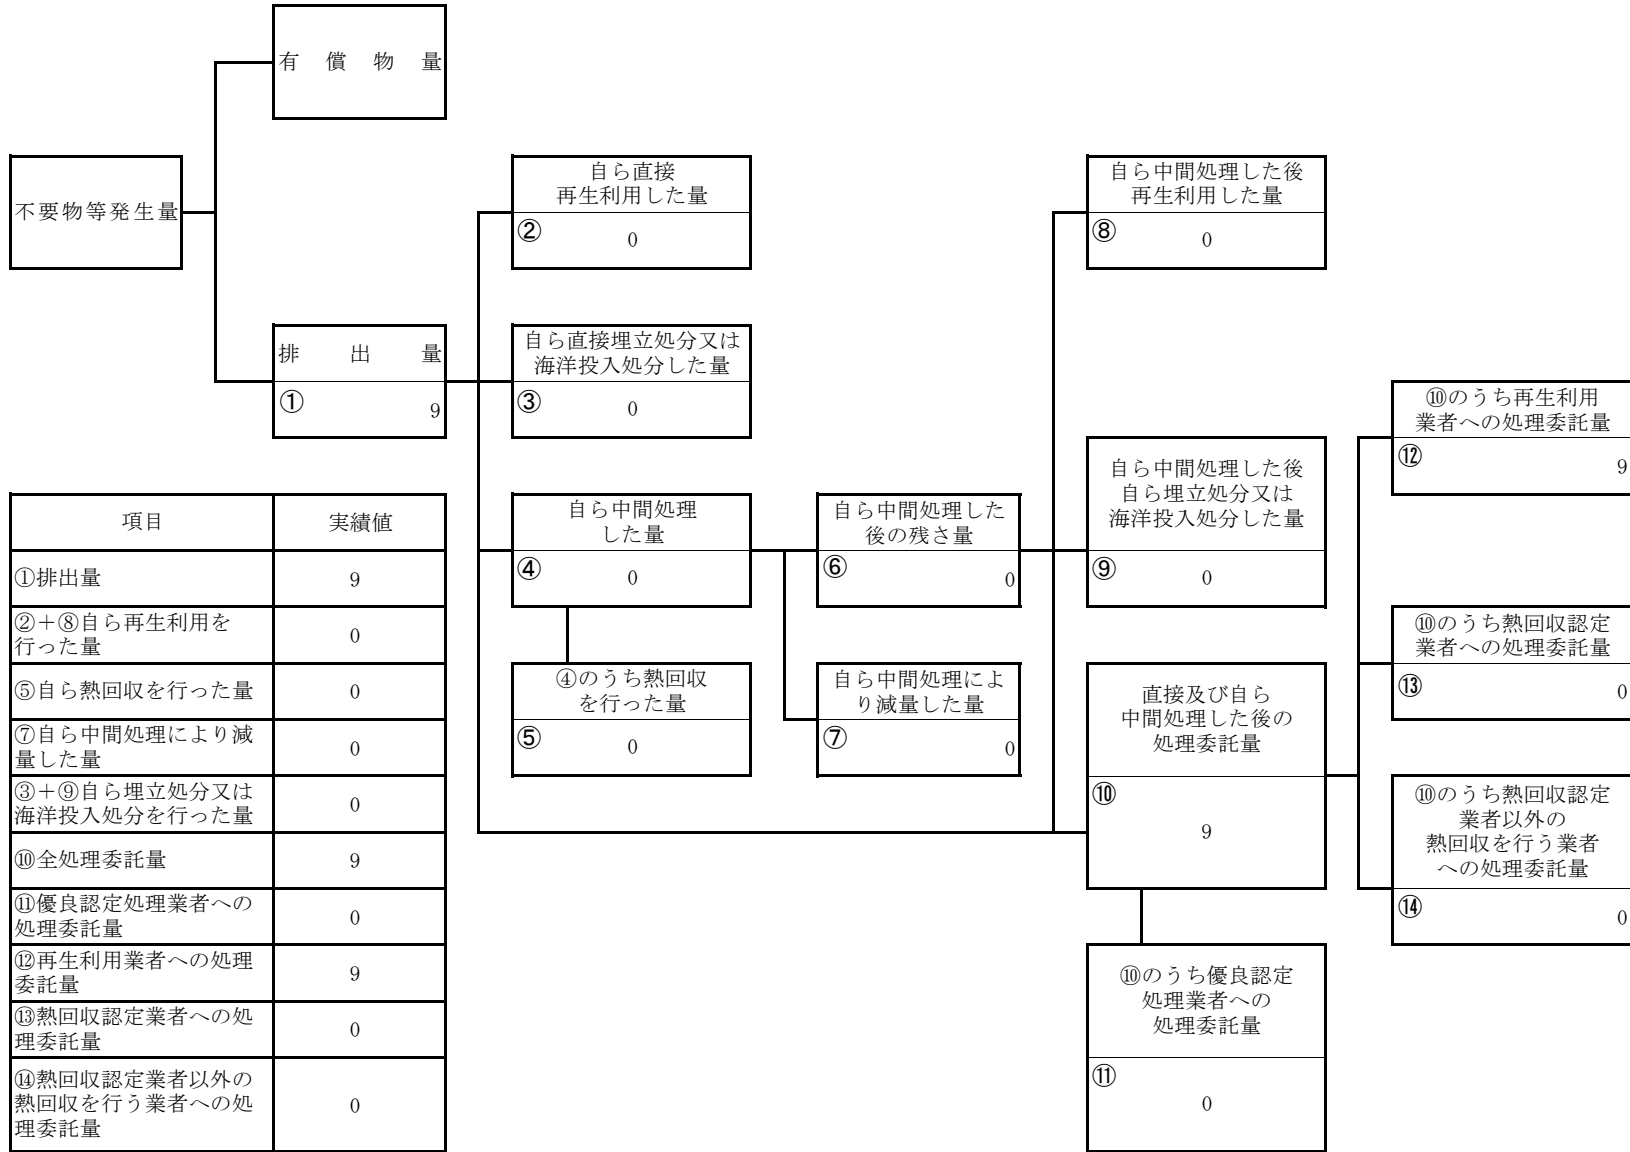 有 償 物 量
不要物等発生量
排 出 量
①
9
自ら直接
再生利用した量
②
0
自ら直接埋立処分又は
海洋投入処分した量
③
0
自ら中間処理
した量
④
0
④のうち熱回収
を行った量
⑤
0
自ら中間処理した
後の残さ量
⑥
0
自ら中間処理によ
り減量した量
⑦
0
自ら中間処理した後
再生利用した量
⑧
0
自ら中間処理した後
自ら埋立処分又は
海洋投入処分した量
⑨
0
直接及び自ら
中間処理した後の
処理委託量
⑩
9
⑩のうち優良認定
処理業者への
処理委託量
⑪
0
⑩のうち再生利用
業者への処理委託量
⑫
9
⑩のうち熱回収認定
業者への処理委託量
⑬
0
⑩のうち熱回収認定
業者以外の
熱回収を行う業者
への処理委託量
⑭
0
項目 実績値
①排出量 9
②＋⑧自ら再生利用を
行った量
0
⑤自ら熱回収を行った量 0
⑦自ら中間処理により減
量した量
0
③＋⑨自ら埋立処分又は
海洋投入処分を行った量
0
⑩全処理委託量 9
⑪優良認定処理業者への
処理委託量
0
⑫再生利用業者への処理
委託量
9
⑬熱回収認定業者への処
理委託量
0
⑭熱回収認定業者以外の
熱回収を行う業者への処
理委託量
0